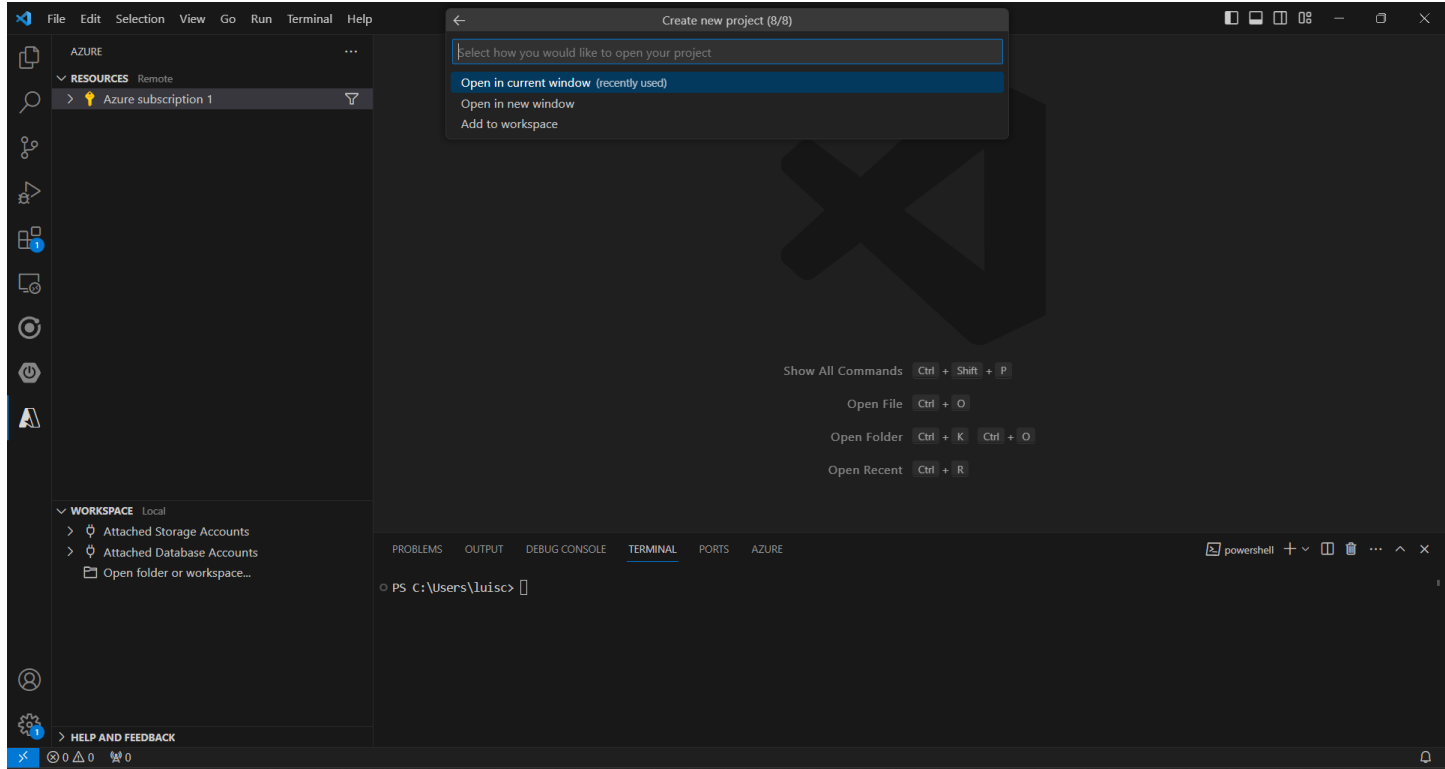 File Edit Selection View Go Run Terminal Help
Create new project (8/8)
Select how you would like to open your project
Open in current window (recently used)
Open in new window
Add to workspace
AZURE
RESOURCES Remote
Azure subscription 1
1
Show All Commands Ctrl + Shift + P
Open File Ctrl + O
Open Folder Ctrl + K Ctrl + O
Open Recent Ctrl + R
WORKSPACE Local
Attached Storage Accounts
Attached Database Accounts
Open folder or workspace...
PROBLEMS OUTPUT DEBUG CONSOLE TERMINAL PORTS AZURE
powershell
PS C:\Users\luisc>
1
HELP AND FEEDBACK
0 0 0